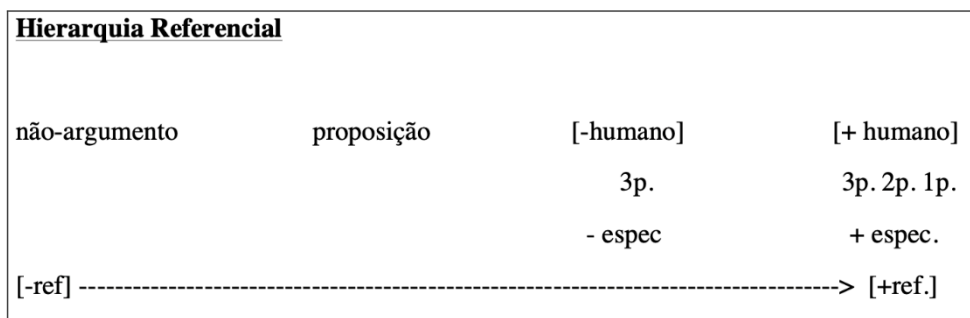 Hierarquia Referencial
não-argumento proposição [-humano] [+ humano]
3p. 3p. 2p. 1p.
- espec + espec.
[-ref] ------------------------------------------------------------------------------------> [+ref.]